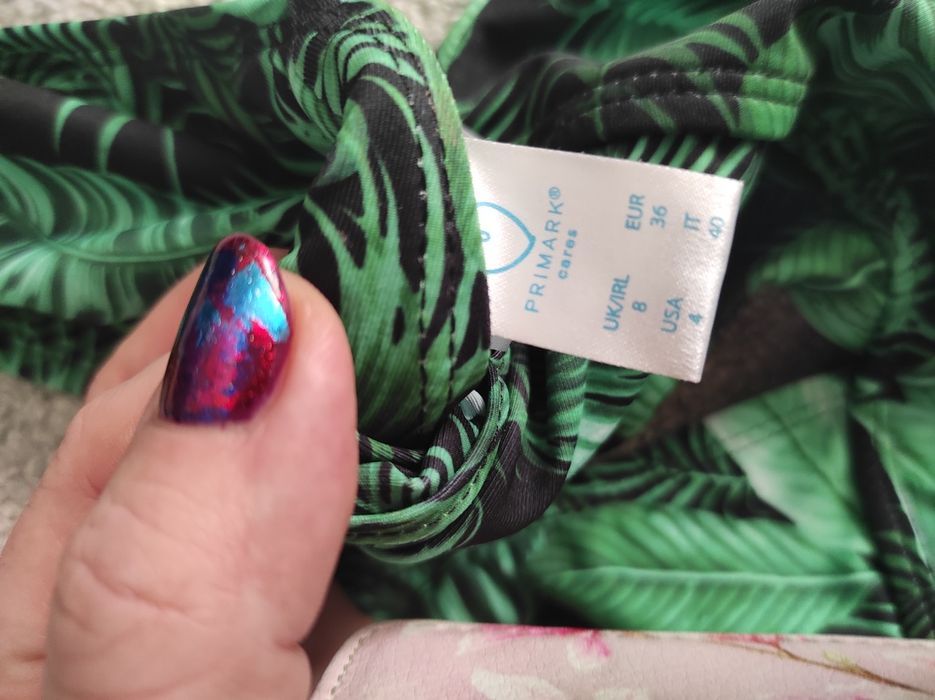 PRIMARK®
cares
UK/IRL EUR
8 36
USA IT
4 40